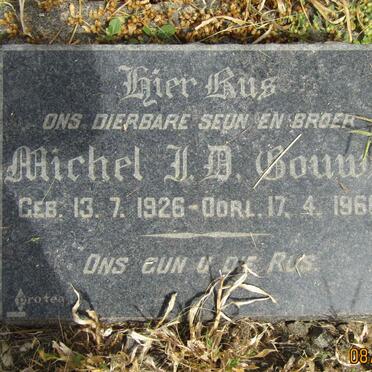 Hier Rus
ONS DIERBARE SEUN EN BROER
Michel J. D. Gouw
GEB. 13. 7. 1926 - OORL. 17. 4. 196
ONS GUN U DIE RUS.
Protea
08